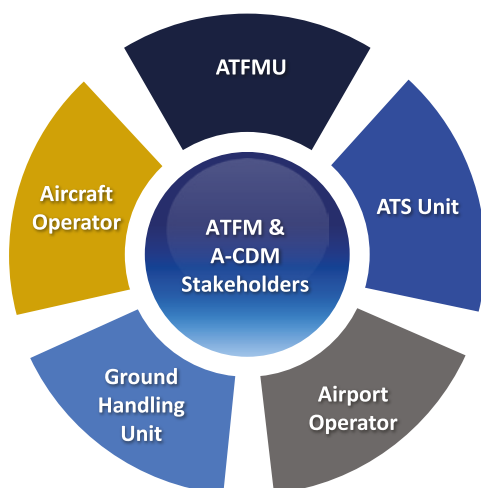 ATFMU
Aircraft
Operator
ATS Unit
ATFM &
A-CDM
Stakeholders
Ground
Handling
Unit
Airport
Operator